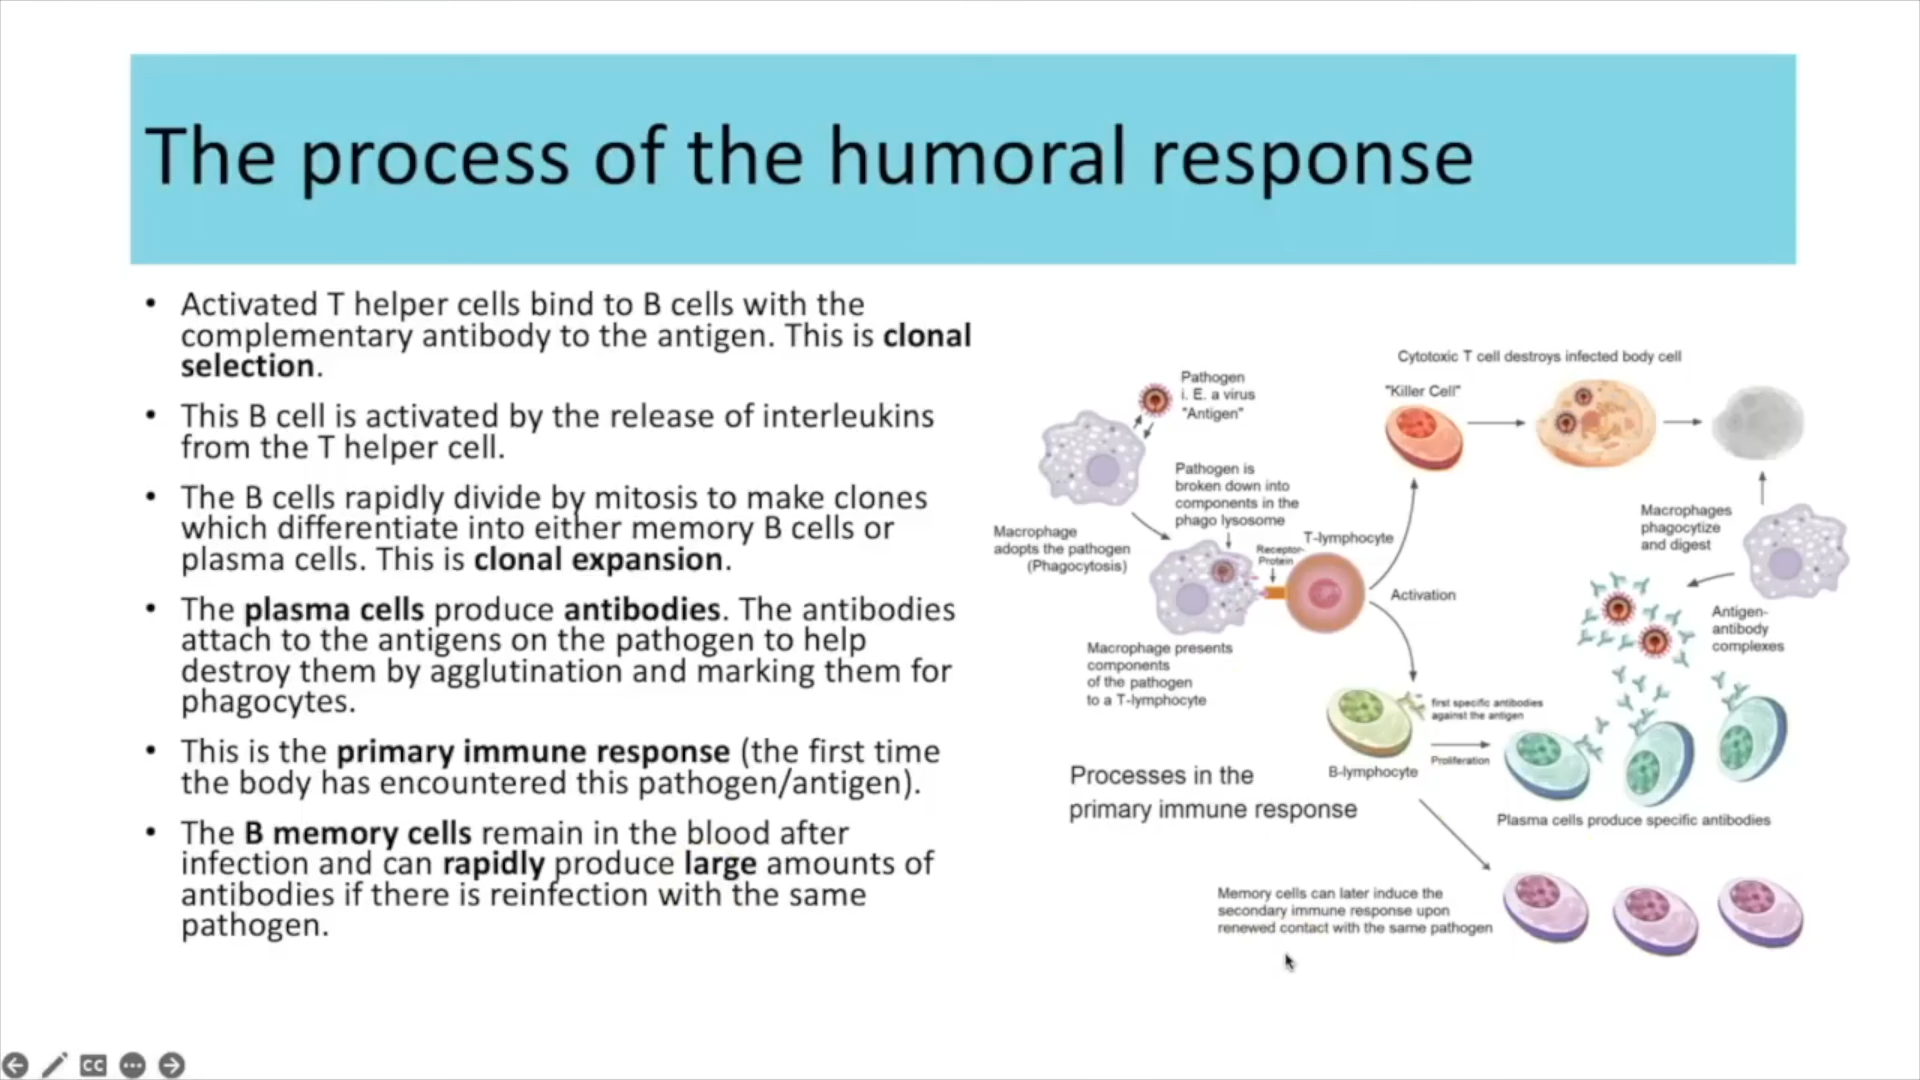 The process of the humoral response
• Activated T helper cells bind to B cells with the
complementary antibody to the antigen. This is clonal
selection.
• This B cell is activated by the release of interleukins
from the T helper cell.
• The B cells rapidly divide by mitosis to make clones
which differentiate into either memory B cells or
plasma cells. This is clonal expansion.
• The plasma cells produce antibodies. The antibodies
attach to the antigens on the pathogen to help
destroy them by agglutination and marking them for
phagocytes.
• This is the primary immune response (the first time
the body has encountered this pathogen/antigen).
• The B memory cells remain in the blood after
infection and can rapidly produce large amounts of
antibodies if there is reinfection with the same
pathogen.
Cytotoxic T cell destroys infected body cell
Pathogen
i. E. a virus
"Antigen"
"Killer Cell"
Pathogen is
broken down into
components in the
phago lysosome
Macrophage
adopts the pathogen
(Phagocytosis)
Receptor-
Protein
T-lymphocyte
Macrophages
phagocytize
and digest
Activation
Antigen-
antibody
complexes
Macrophage presents
components
of the pathogen
to a T-lymphocyte
first specific antibodies
against the antigen
Proliferation
B-lymphocyte
Processes in the
primary immune response
Plasma cells produce specific antibodies
Memory cells can later induce the
secondary immune response upon
renewed contact with the same pathogen
CC